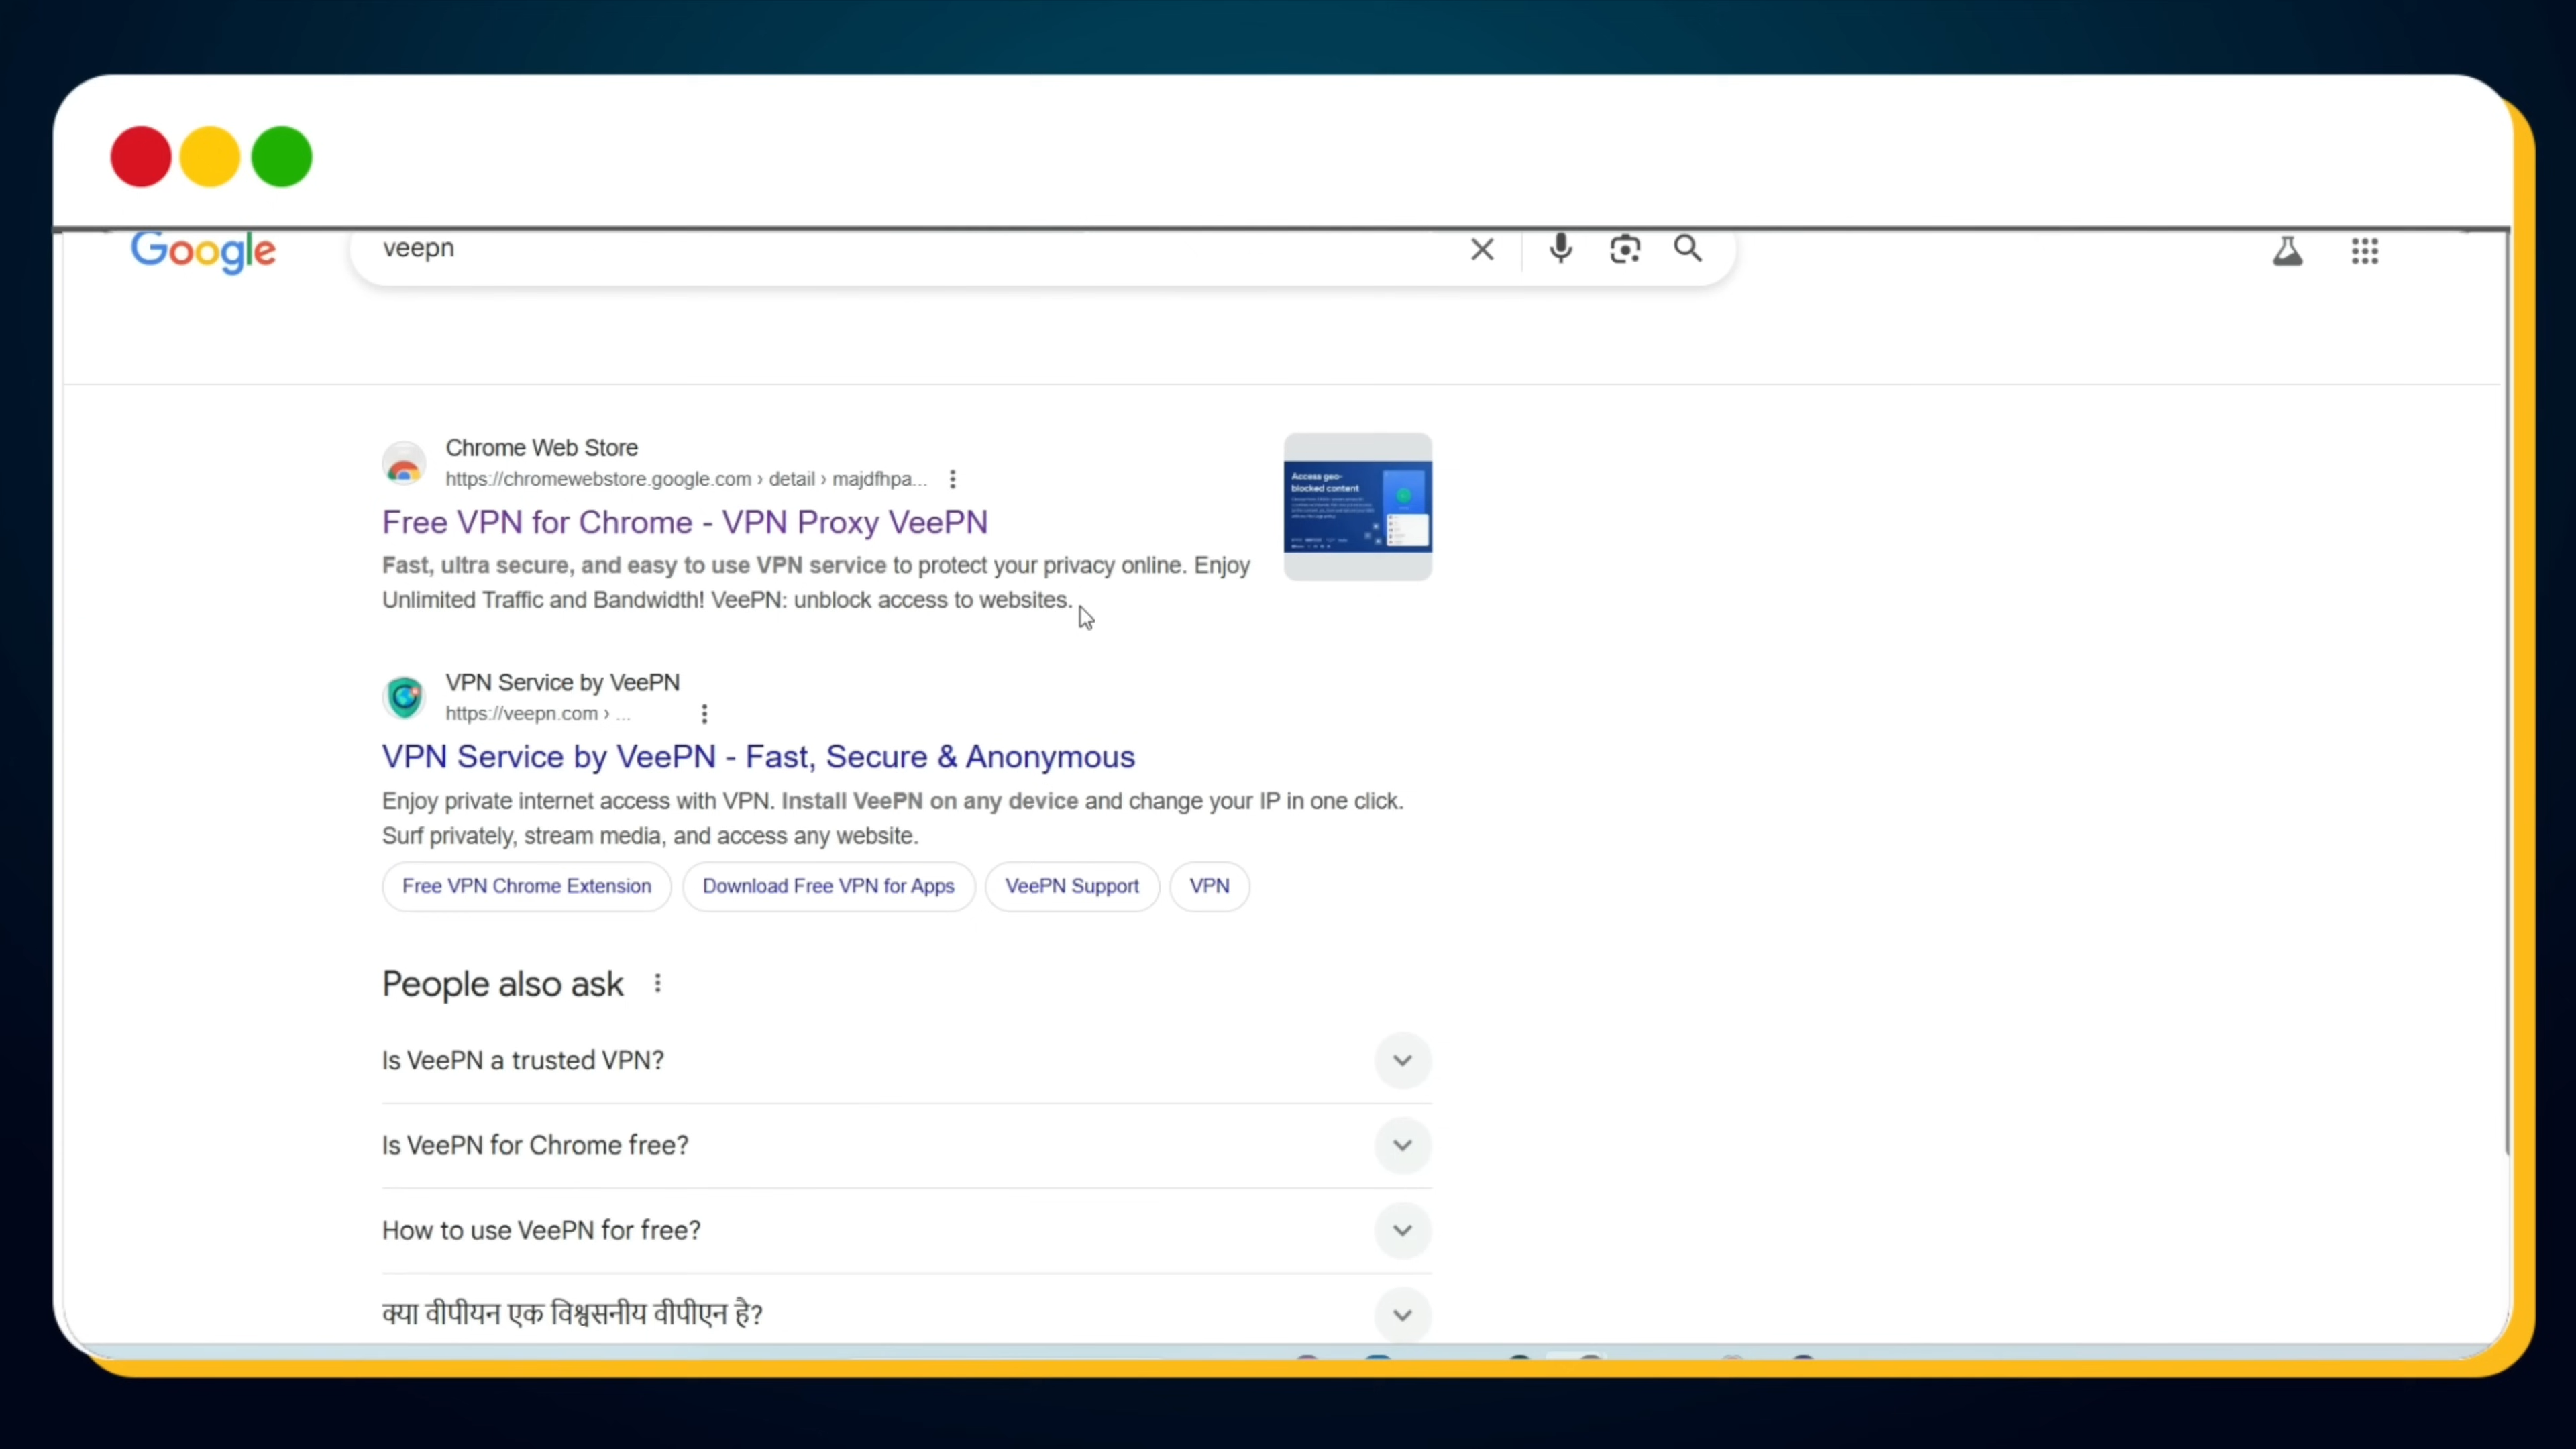 Google
veepn
Chrome Web Store
https://chromewebstore.google.com › detail › majdfhpa...
Free VPN for Chrome - VPN Proxy VeePN
Fast, ultra secure, and easy to use VPN service to protect your privacy online. Enjoy
Unlimited Traffic and Bandwidth! VeePN: unblock access to websites.
Access geo-
blocked content
VPN Service by VeePN
https://veepn.com › ...
VPN Service by VeePN - Fast, Secure & Anonymous
Enjoy private internet access with VPN. Install VeePN on any device and change your IP in one click.
Surf privately, stream media, and access any website.
Free VPN Chrome Extension
Download Free VPN for Apps
VeePN Support
VPN
People also ask
Is VeePN a trusted VPN?
Is VeePN for Chrome free?
How to use VeePN for free?
क्या वीपीयन एक विश्वसनीय वीपीएन है?